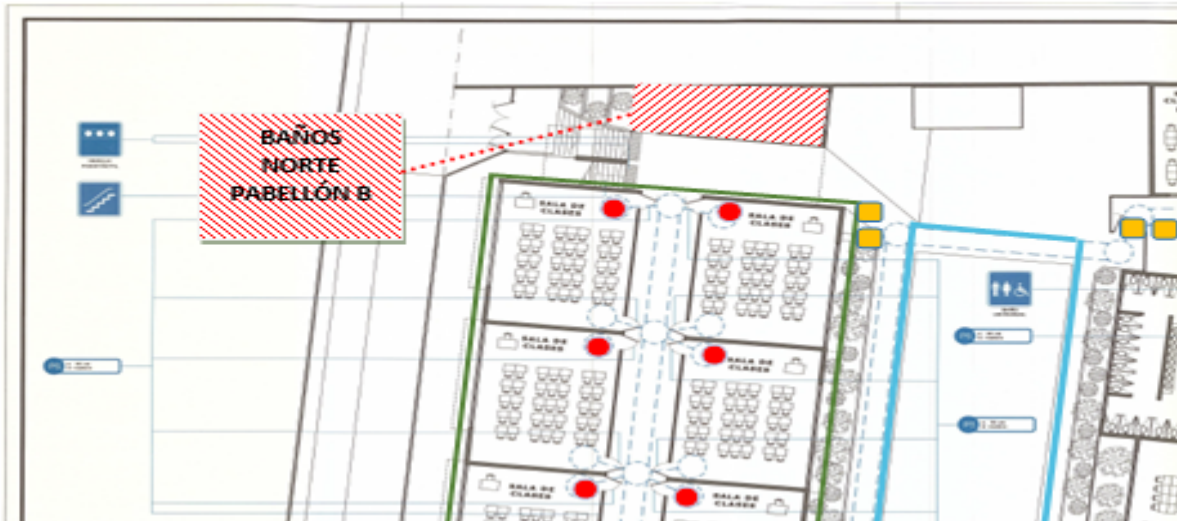 BAÑOS
NORTE
PABELLÓN B
SALA DE
CLASES
SALA DE
CLASES
SALA DE
CLASES
SALA DE
CLASES
SALA DE
CLASES
SALA DE
CLASES